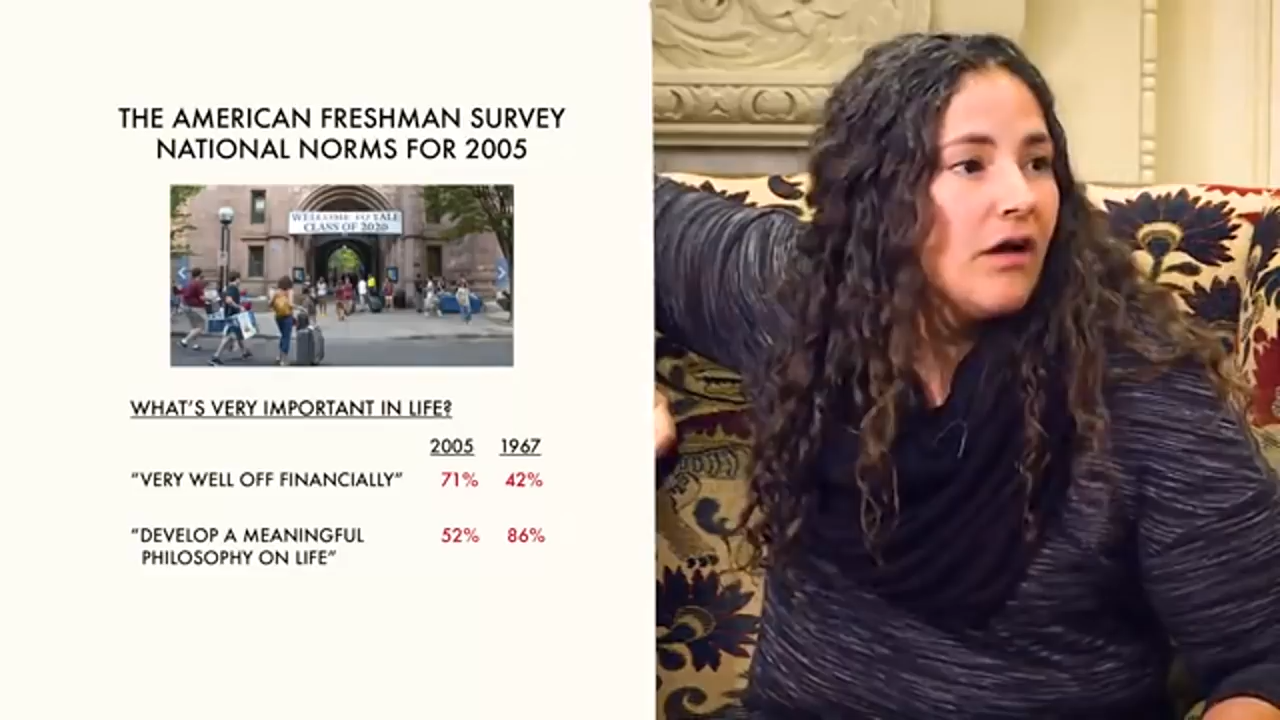 THE AMERICAN FRESHMAN SURVEY
NATIONAL NORMS FOR 2005
WELCOME TO YALE
CLASS OF 2020
WHAT'S VERY IMPORTANT IN LIFE?
2005 1967
"VERY WELL OFF FINANCIALLY" 71% 42%
"DEVELOP A MEANINGFUL 52% 86%
PHILOSOPHY ON LIFE"